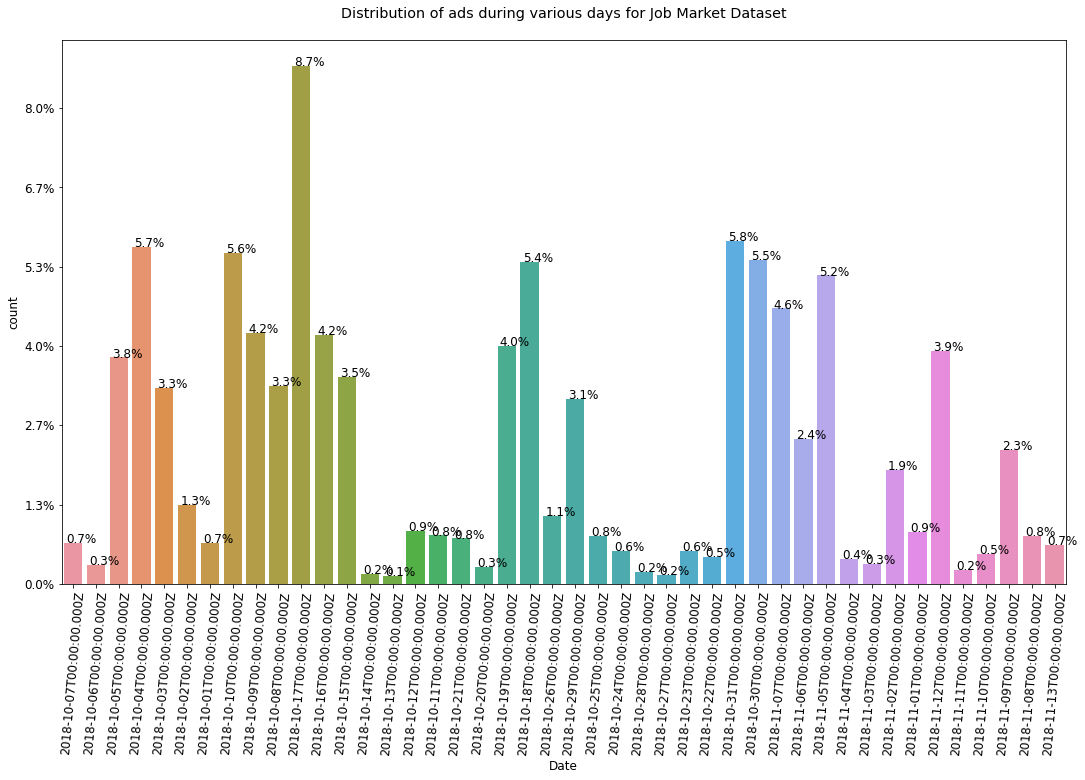 Distribution of ads during various days for Job Market Dataset
8.0%
6.7%
5.3%
4.0%
2.7%
1.3%
0.0%
count
0.7%
0.3%
3.8%
5.7%
3.3%
1.3%
0.7%
5.6%
4.2%
3.3%
8.7%
4.2%
3.5%
0.2%
0.1%
0.9%
0.8%
0.8%
0.3%
4.0%
5.4%
1.1%
3.1%
0.8%
0.6%
0.2%
0.2%
0.6%
0.5%
5.8%
5.5%
4.6%
2.4%
5.2%
0.4%
0.3%
1.9%
0.9%
3.9%
0.2%
0.5%
2.3%
0.8%
0.7%
2018-10-07T00:00:00.000Z
2018-10-06T00:00:00.000Z
2018-10-05T00:00:00.000Z
2018-10-04T00:00:00.000Z
2018-10-03T00:00:00.000Z
2018-10-02T00:00:00.000Z
2018-10-01T00:00:00.000Z
2018-10-10T00:00:00.000Z
2018-10-09T00:00:00.000Z
2018-10-08T00:00:00.000Z
2018-10-17T00:00:00.000Z
2018-10-16T00:00:00.000Z
2018-10-15T00:00:00.000Z
2018-10-14T00:00:00.000Z
2018-10-13T00:00:00.000Z
2018-10-12T00:00:00.000Z
2018-10-11T00:00:00.000Z
2018-10-21T00:00:00.000Z
2018-10-20T00:00:00.000Z
2018-10-19T00:00:00.000Z
2018-10-18T00:00:00.000Z
2018-10-26T00:00:00.000Z
2018-10-29T00:00:00.000Z
2018-10-25T00:00:00.000Z
2018-10-24T00:00:00.000Z
2018-10-28T00:00:00.000Z
2018-10-27T00:00:00.000Z
2018-10-23T00:00:00.000Z
2018-10-22T00:00:00.000Z
2018-10-31T00:00:00.000Z
2018-10-30T00:00:00.000Z
2018-11-07T00:00:00.000Z
2018-11-06T00:00:00.000Z
2018-11-05T00:00:00.000Z
2018-11-04T00:00:00.000Z
2018-11-03T00:00:00.000Z
2018-11-02T00:00:00.000Z
2018-11-01T00:00:00.000Z
2018-11-12T00:00:00.000Z
2018-11-11T00:00:00.000Z
2018-11-10T00:00:00.000Z
2018-11-09T00:00:00.000Z
2018-11-08T00:00:00.000Z
2018-11-13T00:00:00.000Z
Date